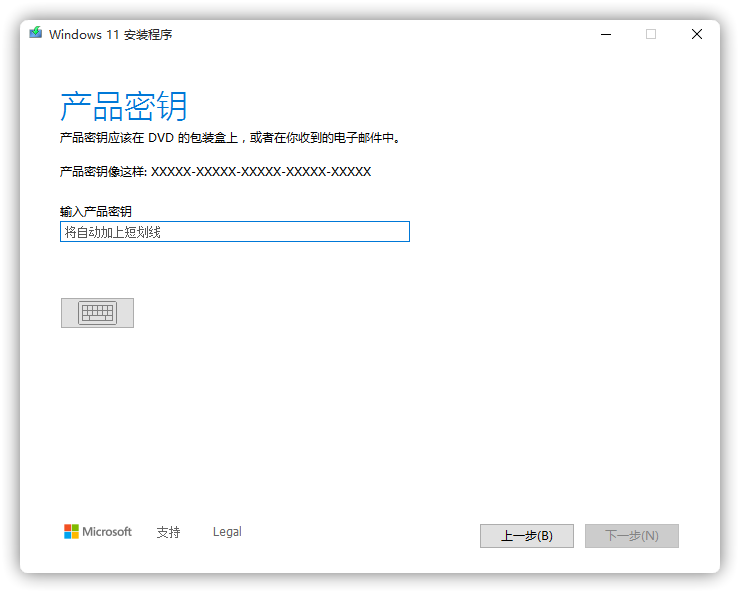 Windows 11 安装程序
产品密钥
产品密钥应该在 DVD 的包装盒上，或者在你收到的电子邮件中。
产品密钥像这样: XXXXX-XXXXX-XXXXX-XXXXX-XXXXX
输入产品密钥
将自动加上短划线
Microsoft 支持 Legal 上一步(B) 下一步(N)